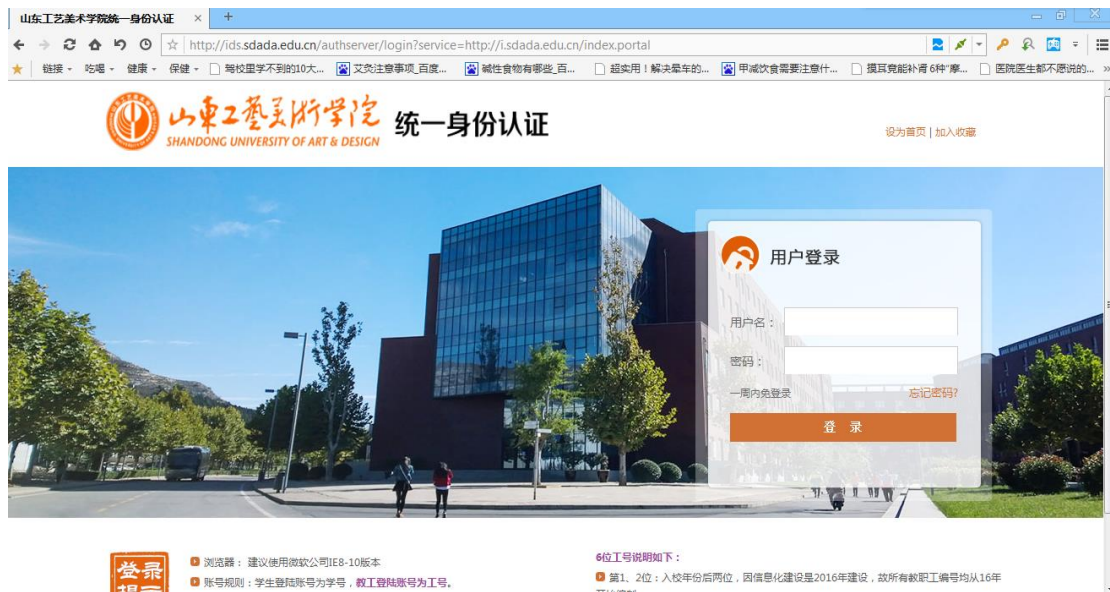 山东工艺美术学院统一身份认证
http://ids.sdada.edu.cn/authserver/login?service=http://i.sdada.edu.cn/index.portal
链接 吃喝 健康 保健 驾校里学不到的10大... 艾灸注意事项_百度... 碱性食物有哪些_百... 超实用！解决晕车的... 甲减饮食需要注意什... 摸耳竟能补肾 6种"摩... 医院医生都不愿说的...
山東工藝美術学院 统一身份认证
SHANDONG UNIVERSITY OF ART & DESIGN
设为首页 | 加入收藏
用户登录
用户名：
密码：
一周内免登录 忘记密码?
登 录
登录
浏览器： 建议使用微软公司IE8-10版本
账号规则：学生登陆账号为学号，教工登陆账号为工号。
6位工号说明如下：
第1、2位：入校年份后两位，因信息化建设是2016年建设，故所有教职工编号均从16年